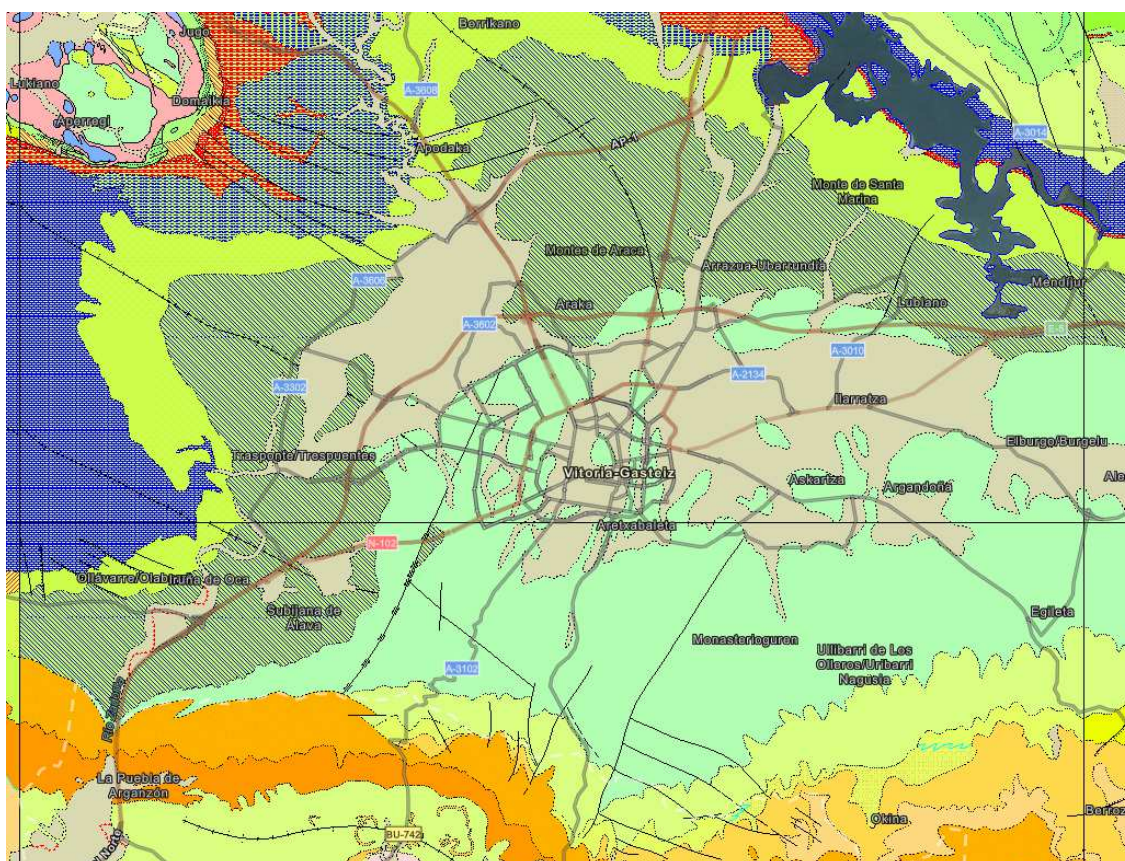 Berrikano
Jugo
Lukiano
A-3608
Domaikia
Aperregi
A-3014
AP-1
Apodaka
Monte de Santa
Marina
Montes de Araca
Arrazua-Ubarrundia
A-3605
Mendijur
Araka
Lubiano
A-3602
E-5
A-3010
A-2134
A-3302
Ilarratza
Elburgo/Burgelu
Trasponte/Trespuentes
Vitoria-Gasteiz
Askartza
Argandoña
Ale
Aretxabaleta
N-102
Iruña de Oca
Subijana de
Álava
Egileta
Monasterioguren
Ullibarri de Los
Olleros/Uribarri
Nagusia
A-3102
La Puebla de
Arganzón
Okina
BU-742